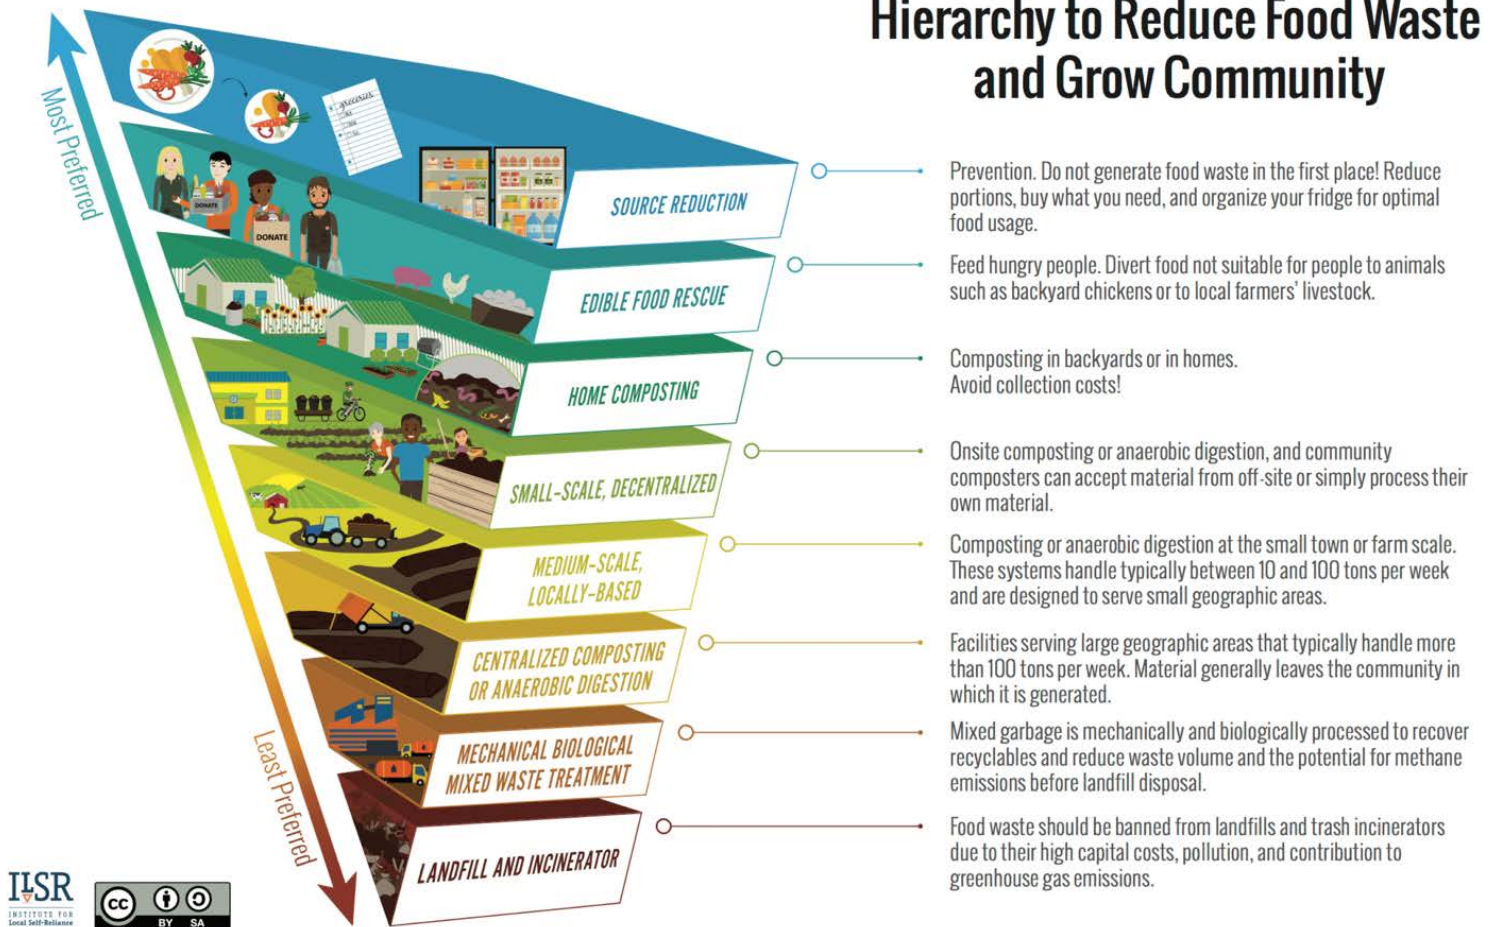 Hierarchy to Reduce Food Waste
and Grow Community
Most Preferred
groceries
DONATE
DONATE
SOURCE REDUCTION
Prevention. Do not generate food waste in the first place! Reduce
portions, buy what you need, and organize your fridge for optimal
food usage.
EDIBLE FOOD RESCUE
Feed hungry people. Divert food not suitable for people to animals
such as backyard chickens or to local farmers' livestock.
HOME COMPOSTING
Composting in backyards or in homes.
Avoid collection costs!
SMALL-SCALE, DECENTRALIZED
Onsite composting or anaerobic digestion, and community
composters can accept material from off-site or simply process their
own material.
MEDIUM-SCALE,
LOCALLY-BASED
Composting or anaerobic digestion at the small town or farm scale.
These systems handle typically between 10 and 100 tons per week
and are designed to serve small geographic areas.
CENTRALIZED COMPOSTING
OR ANAEROBIC DIGESTION
Facilities serving large geographic areas that typically handle more
than 100 tons per week. Material generally leaves the community in
which it is generated.
MECHANICAL BIOLOGICAL
MIXED WASTE TREATMENT
Mixed garbage is mechanically and biologically processed to recover
recyclables and reduce waste volume and the potential for methane
emissions before landfill disposal.
Least Preferred
LANDFILL AND INCINERATOR
Food waste should be banned from landfills and trash incinerators
due to their high capital costs, pollution, and contribution to
greenhouse gas emissions.
ILSR
INSTITUTE FOR
Local Self-Reliance
cc
BY SA